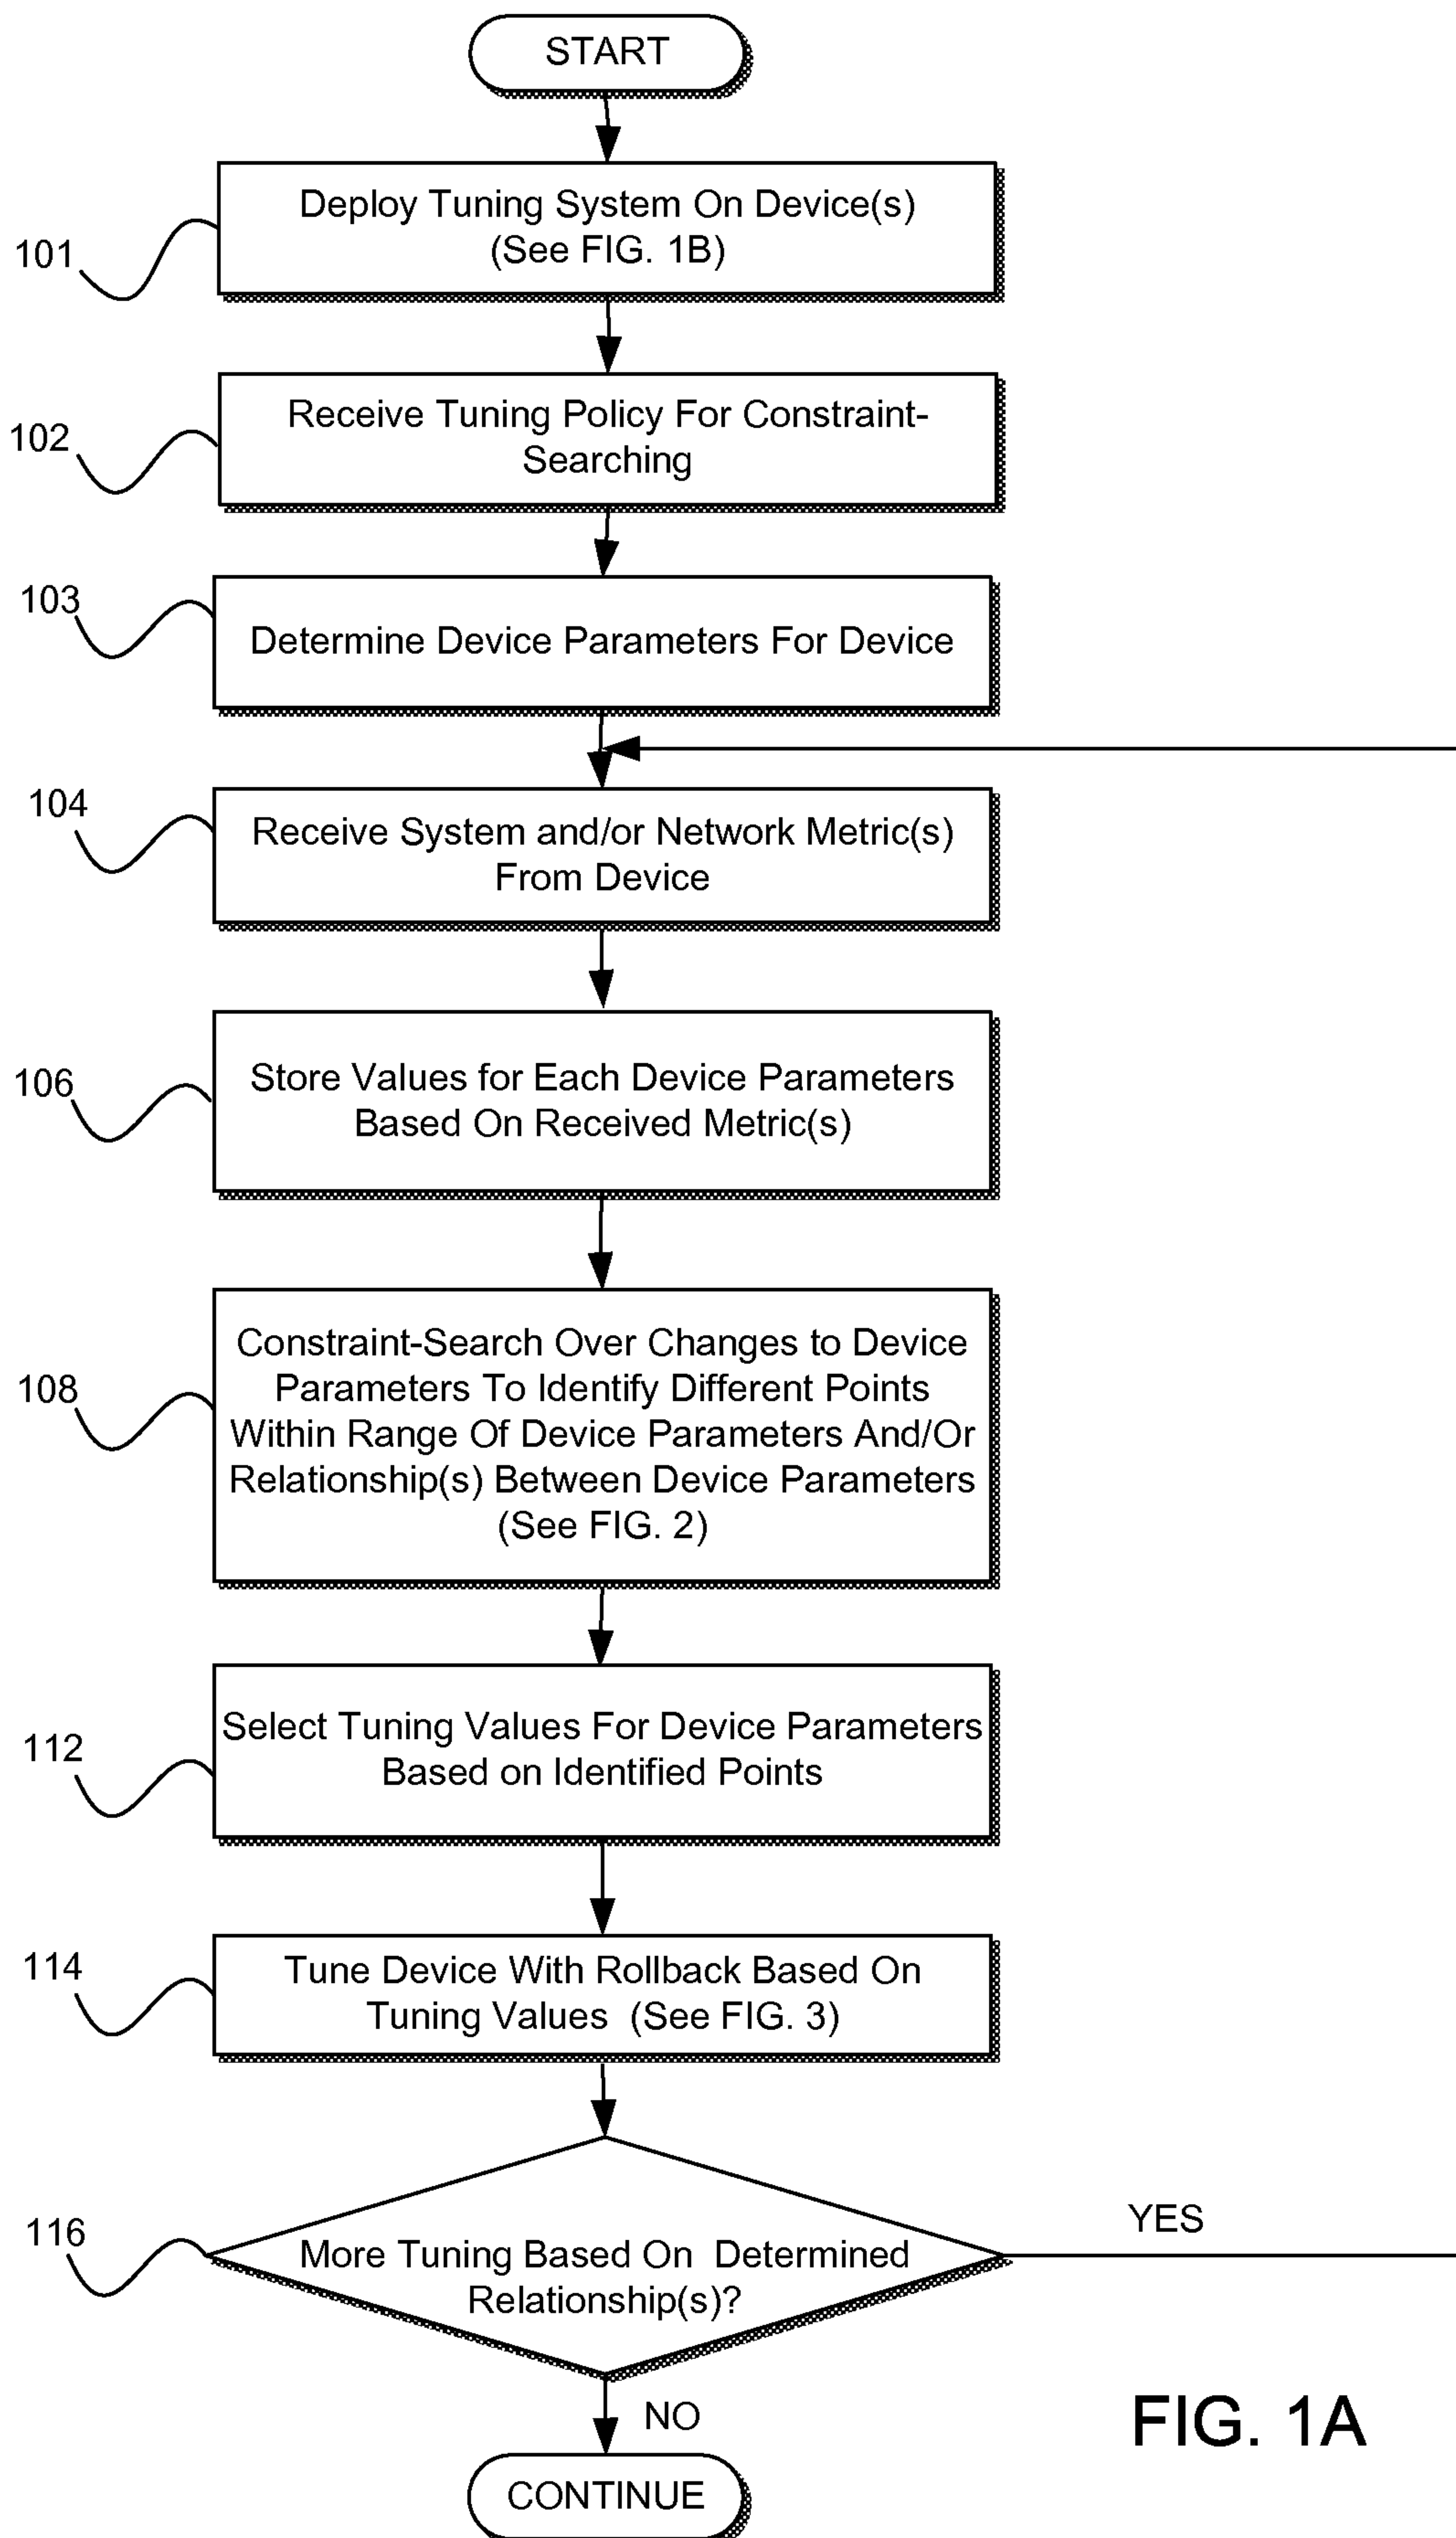 START
Deploy Tuning System On Device(s)
(See FIG. 1B)
101
Receive Tuning Policy For Constraint-
Searching
102
103
Determine Device Parameters For Device
104
Receive System and/or Network Metric(s)
From Device
106
Store Values for Each Device Parameters
Based On Received Metric(s)
108
Constraint-Search Over Changes to Device
Parameters To Identify Different Points
Within Range Of Device Parameters And/Or
Relationship(s) Between Device Parameters
(See FIG. 2)
112
Select Tuning Values For Device Parameters
Based on Identified Points
114
Tune Device With Rollback Based On
Tuning Values (See FIG. 3)
116
More Tuning Based On Determined
Relationship(s)?
YES
NO
CONTINUE
FIG. 1A